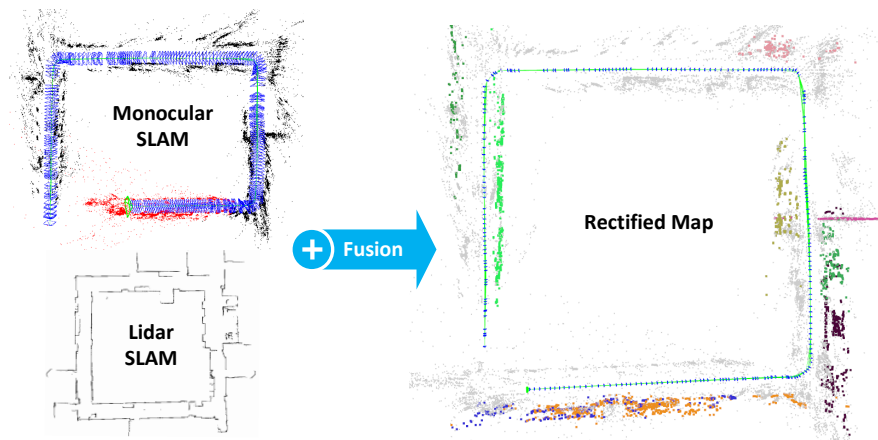 Monocular
SLAM
Lidar
SLAM
Fusion
Rectified Map